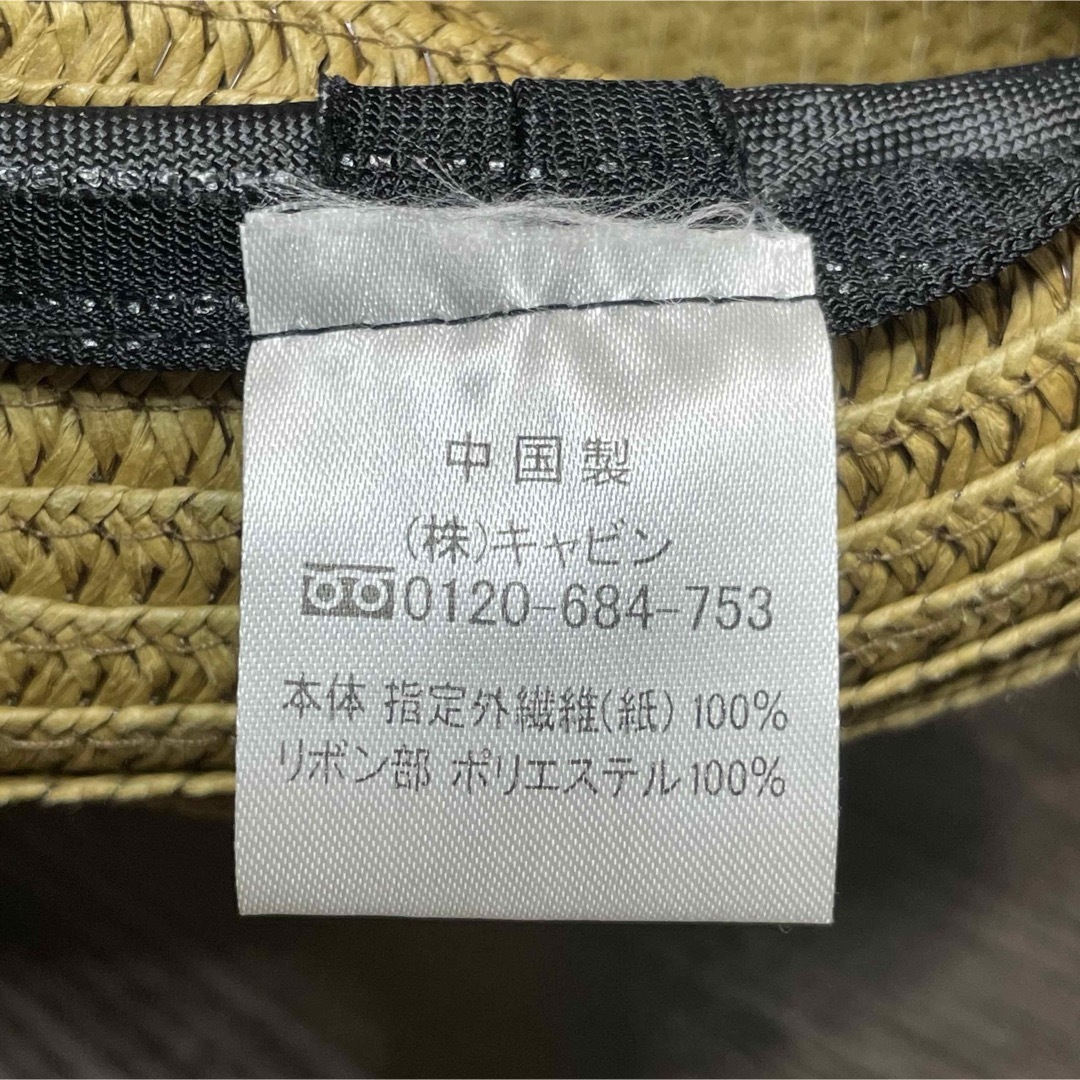 中国製
(株)キャビン
0120-684-753
本体 指定外繊維(紙) 100%
リボン部 ポリエステル100%